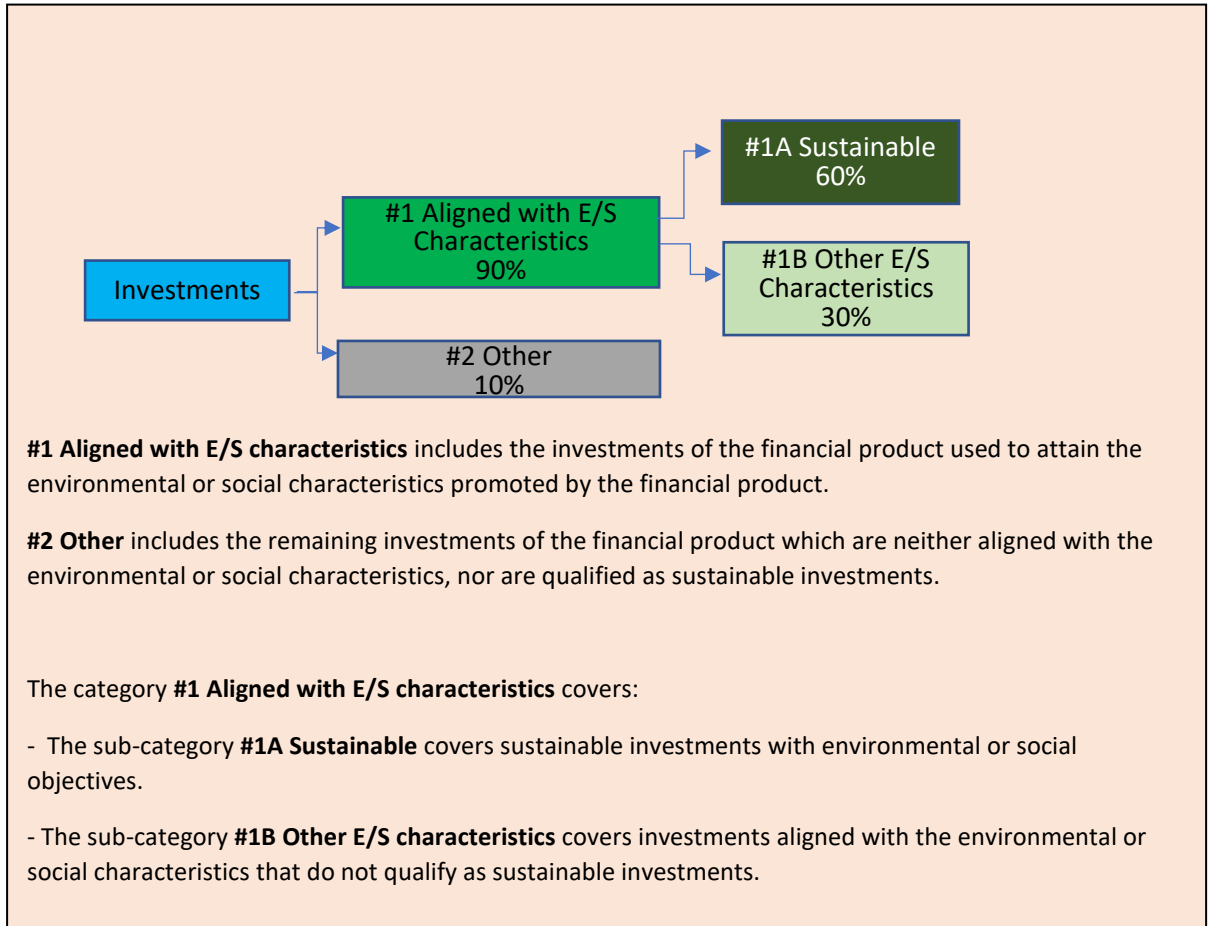 #1A Sustainable
60%
#1 Aligned with E/S
Characteristics
90%
#1B Other E/S
Characteristics
30%
Investments
#2 Other
10%
#1 Aligned with E/S characteristics includes the investments of the financial product used to attain the
environmental or social characteristics promoted by the financial product.
#2 Other includes the remaining investments of the financial product which are neither aligned with the
environmental or social characteristics, nor are qualified as sustainable investments.
The category #1 Aligned with E/S characteristics covers:
- The sub-category #1A Sustainable covers sustainable investments with environmental or social
objectives.
- The sub-category #1B Other E/S characteristics covers investments aligned with the environmental or
social characteristics that do not qualify as sustainable investments.